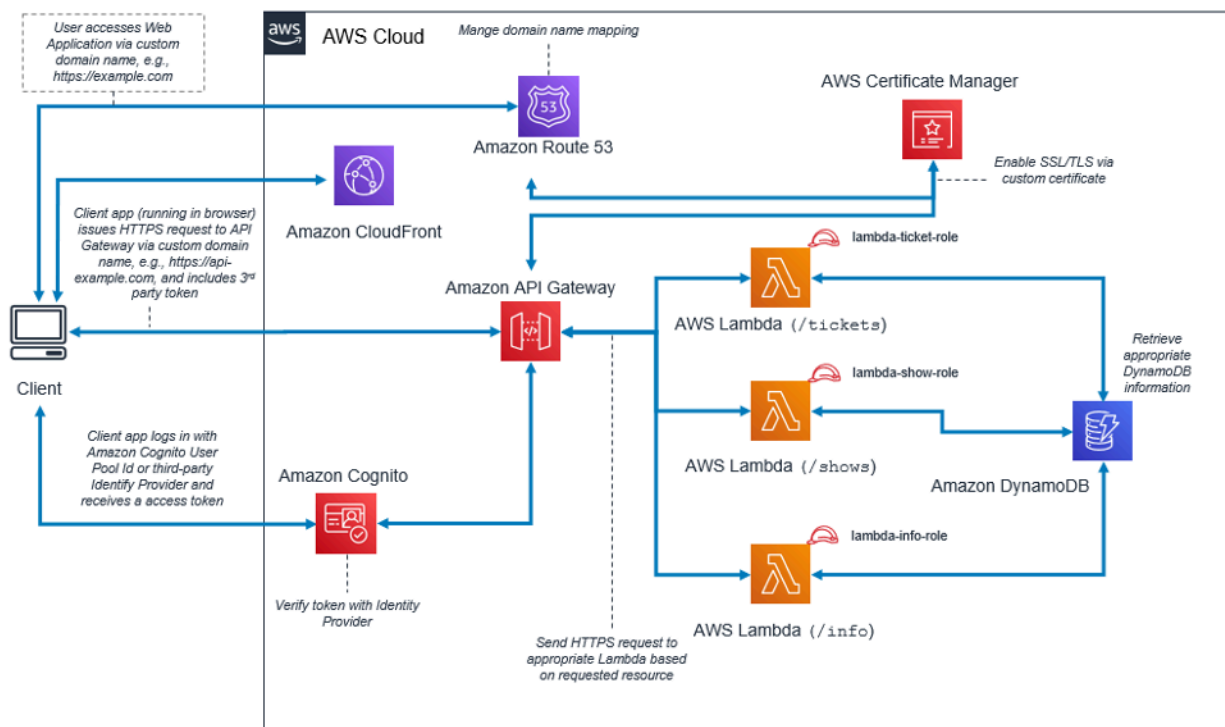 User accesses Web
Application via custom
domain name, e.g.,
https://example.com
aws
AWS Cloud
Mange domain name mapping
53
Amazon Route 53
AWS Certificate Manager
Enable SSL/TLS via
custom certificate
Amazon CloudFront
Client app (running in browser)
issues HTTPS request to API
Gateway via custom domain
name, e.g., https://api-
example.com, and includes 3rd
party token
Amazon API Gateway
Client
lambda-ticket-role
AWS Lambda (/tickets)
lambda-show-role
AWS Lambda (/shows)
Retrieve
appropriate
DynamoDB
information
Amazon DynamoDB
Client app logs in with
Amazon Cognito User
Pool Id or third-party
Identify Provider and
receives a access token
Amazon Cognito
Verify token with Identity
Provider
lambda-info-role
AWS Lambda (/info)
Send HTTPS request to
appropriate Lambda based
on requested resource